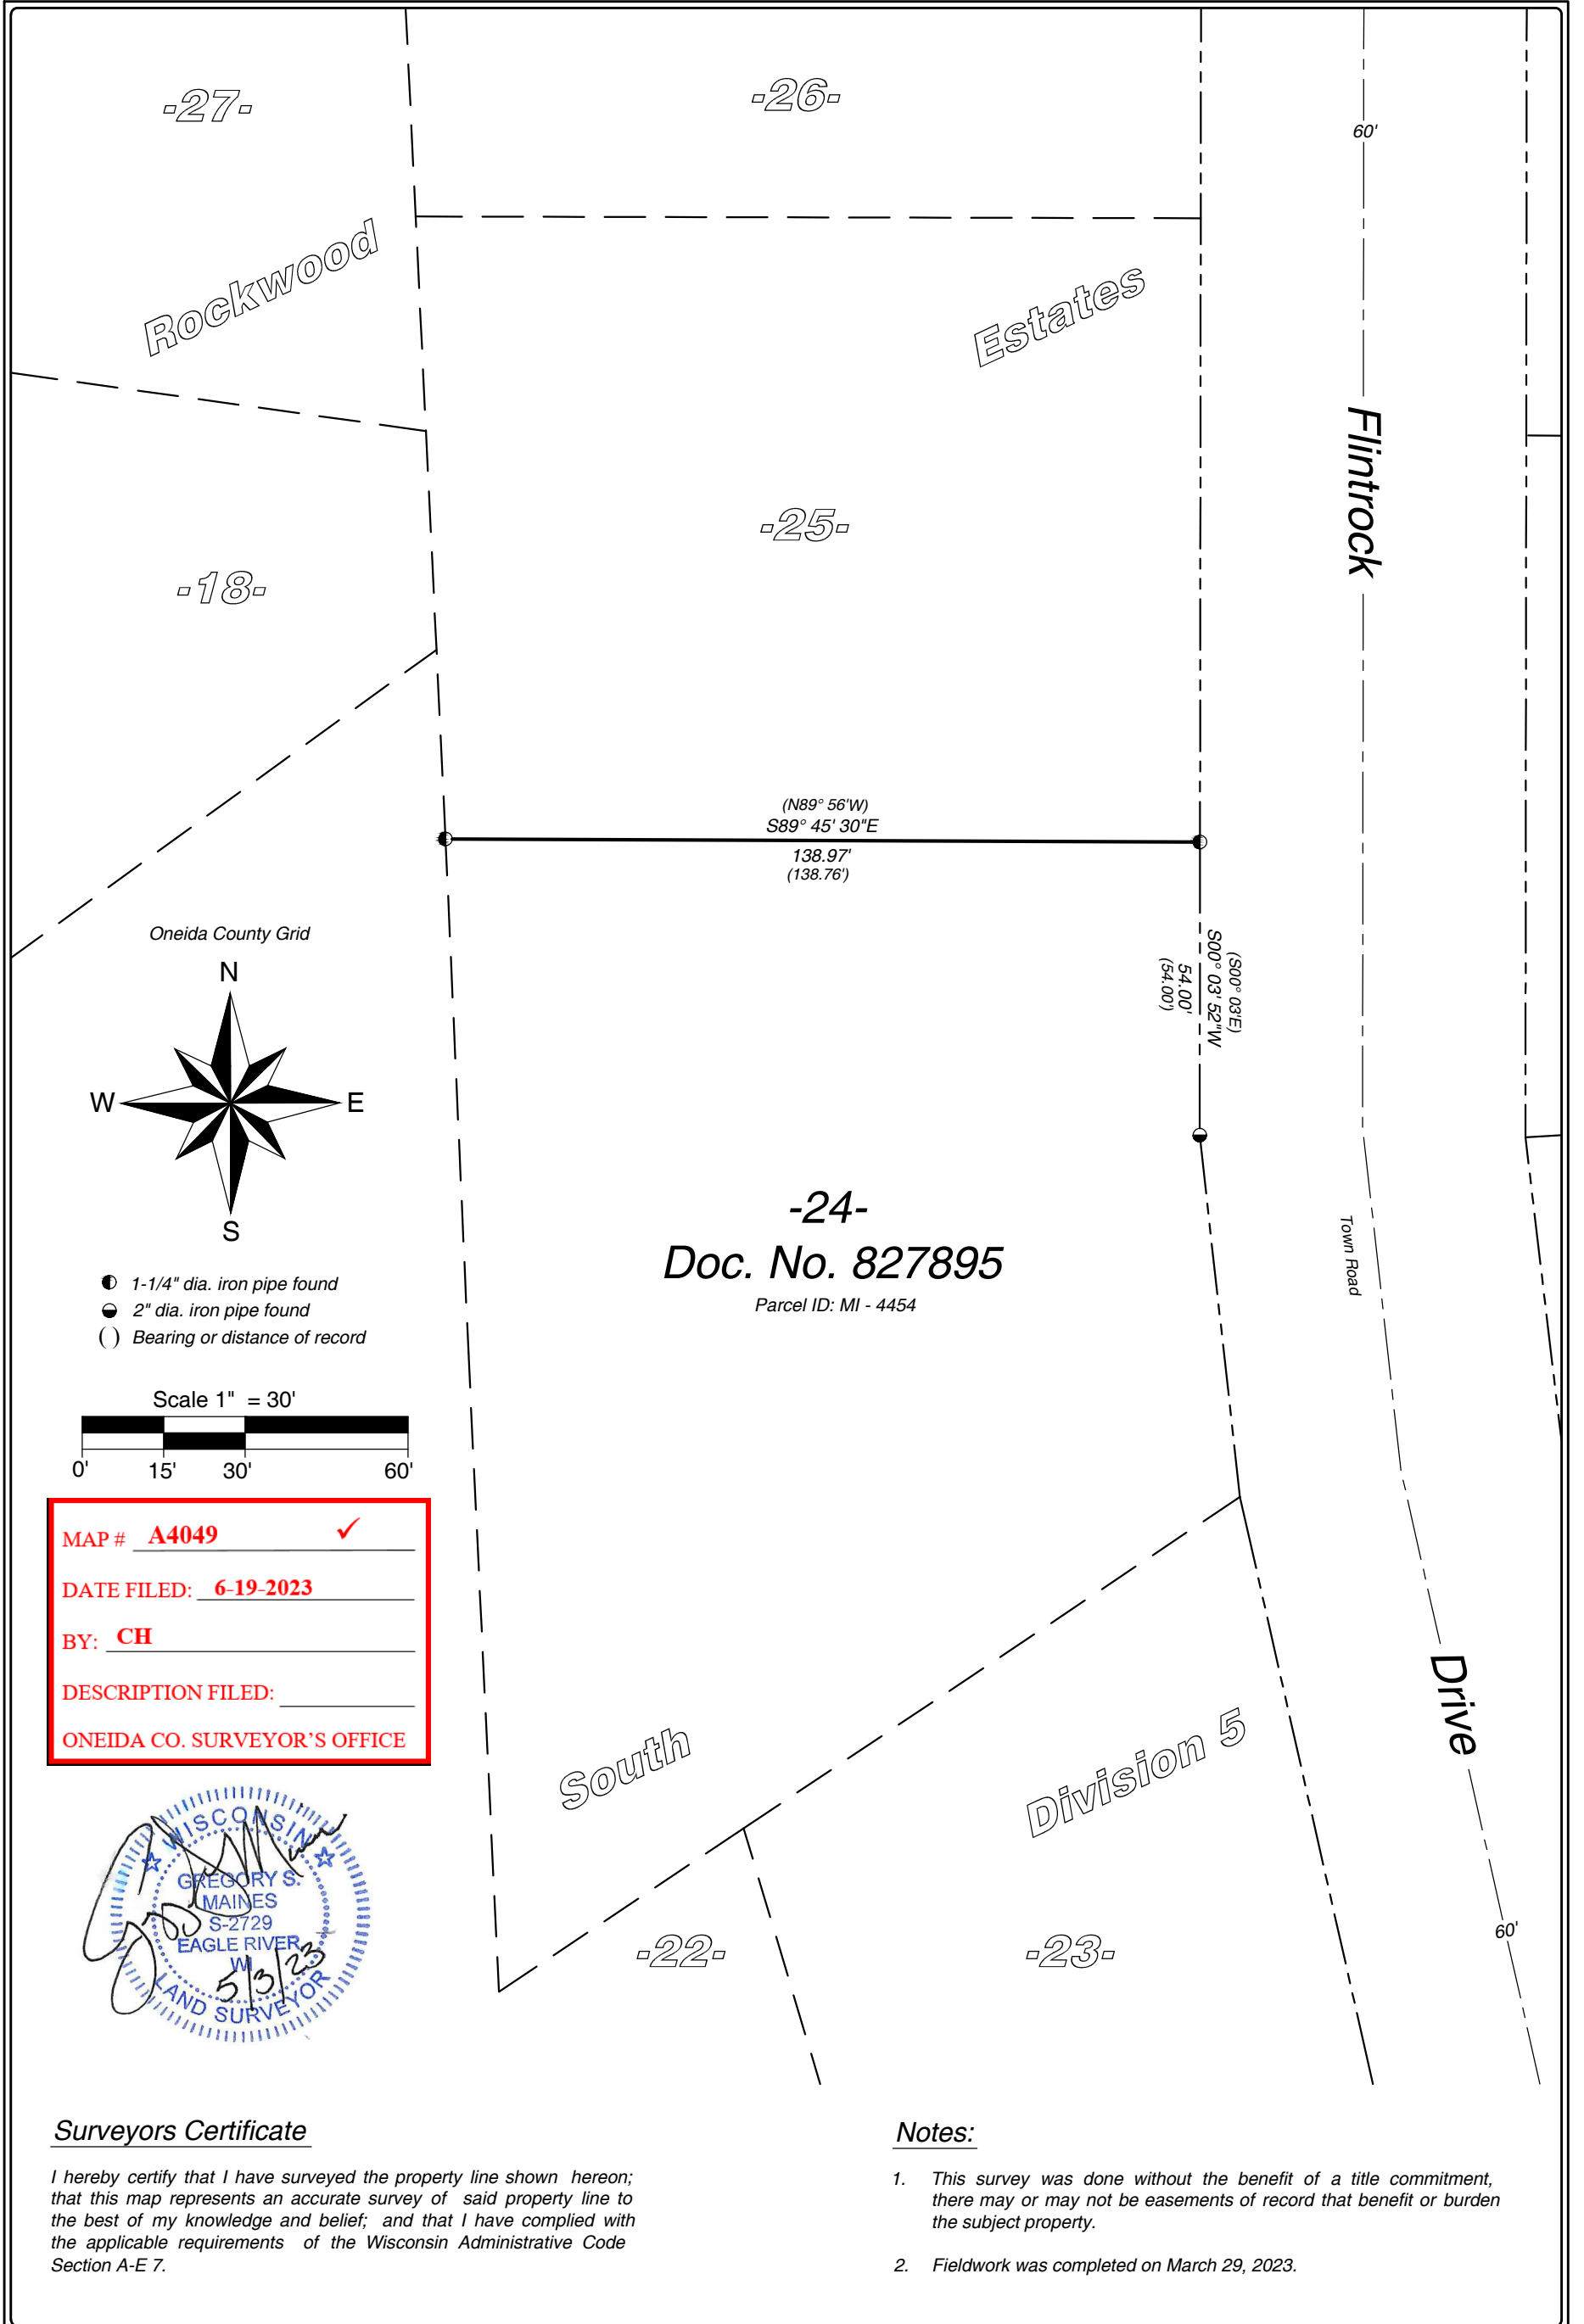 -27-
-26-
60'
Rockwood
Estates
Flintrock
-25-
-18-
(N89° 56'W)
S89° 45' 30"E
138.97'
(138.76')
(S00° 03'E)
S00° 03' 52"W
54.00'
(54.00')
Oneida County Grid
N
W
E
S
-24-
Doc. No. 827895
Parcel ID: MI - 4454
Town Road
1-1/4" dia. iron pipe found
2" dia. iron pipe found
( ) Bearing or distance of record
Scale 1" = 30'
0' 15' 30' 60'
MAP # A4049 ✓
DATE FILED: 6-19-2023
BY: CH
DESCRIPTION FILED:
ONEIDA CO. SURVEYOR'S OFFICE
Drive
South
Division 5
WISCONSIN
GREGORY S.
MAINES
S-2729
EAGLE RIVER,
WI
5/3/23
LAND SURVEYOR
-22-
-23-
60'
Surveyors Certificate
I hereby certify that I have surveyed the property line shown hereon;
that this map represents an accurate survey of said property line to
the best of my knowledge and belief; and that I have complied with
the applicable requirements of the Wisconsin Administrative Code
Section A-E 7.
Notes:
1. This survey was done without the benefit of a title commitment,
there may or may not be easements of record that benefit or burden
the subject property.
2. Fieldwork was completed on March 29, 2023.